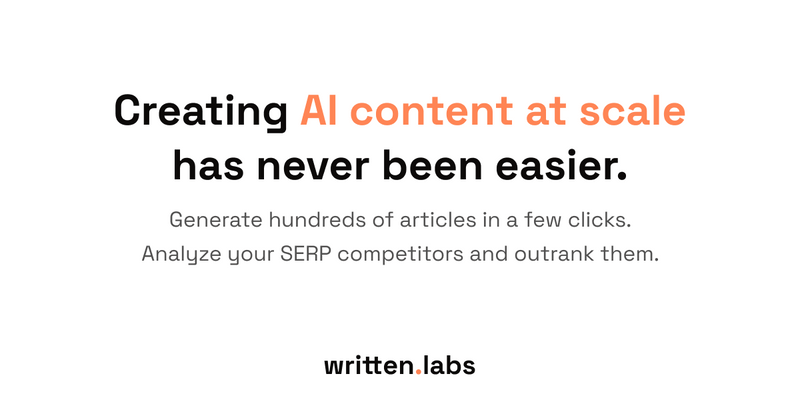 Creating AI content at scale
has never been easier.
Generate hundreds of articles in a few clicks.
Analyze your SERP competitors and outrank them.
written.labs